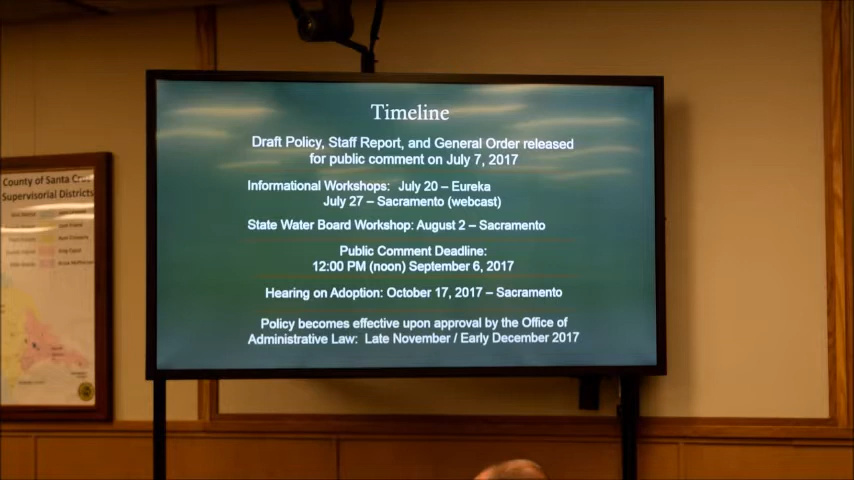 Timeline
Draft Policy, Staff Report, and General Order released
for public comment on July 7, 2017
Informational Workshops: July 20 – Eureka
July 27 – Sacramento (webcast)
State Water Board Workshop: August 2 – Sacramento
Public Comment Deadline:
12:00 PM (noon) September 6, 2017
Hearing on Adoption: October 17, 2017 – Sacramento
Policy becomes effective upon approval by the Office of
Administrative Law: Late November / Early December 2017
County of Santa Cruz
Supervisorial Districts